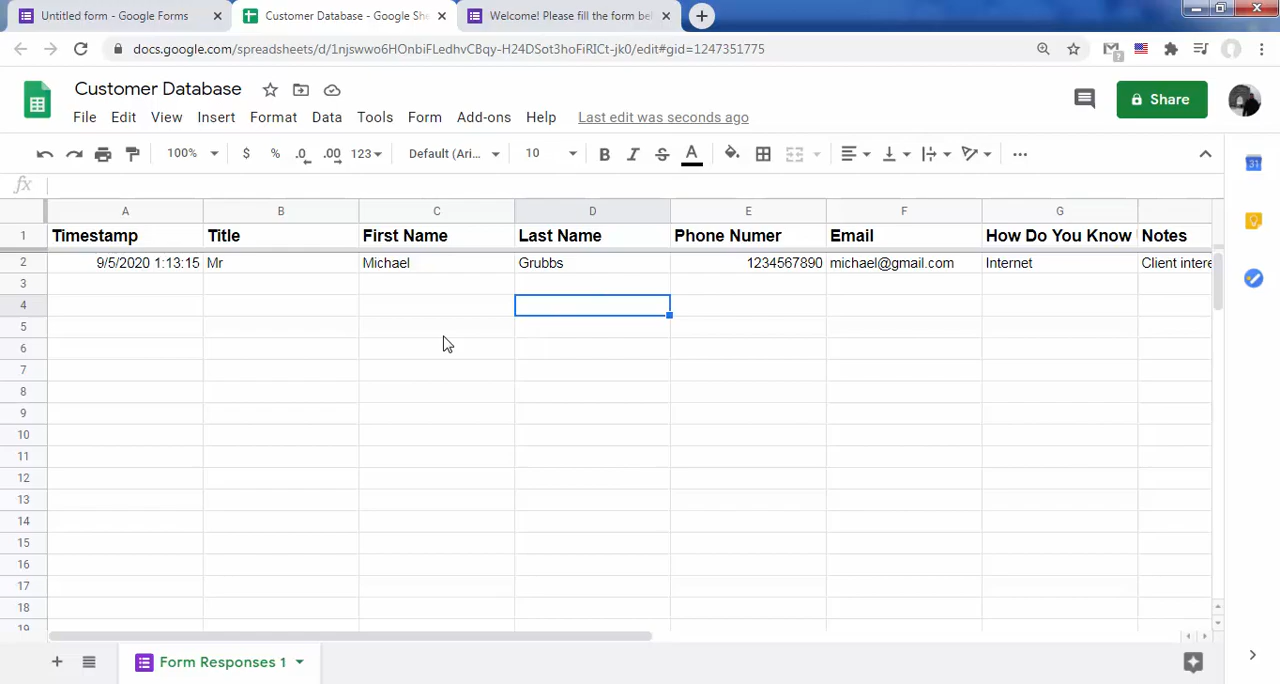 Untitled form - Google Forms
Customer Database - Google She
Welcome! Please fill the form bel
docs.google.com/spreadsheets/d/1njswwo6HOnbiFLedhvCBqy-H24DSot3hoFiRICt-jk0/edit#gid=1247351775
Customer Database
Share
File Edit View Insert Format Data Tools Form Add-ons Help Last edit was seconds ago
100% $ % .0 .00 123 Default (Ari... 10 B I S A ...
fx
A B C D E F G
1 Timestamp Title First Name Last Name Phone Numer Email How Do You Know Notes
2 9/5/2020 1:13:15 Mr Michael Grubbs 1234567890 michael@gmail.com Internet Client intere
3
4
5
6
7
8
9
10
11
12
13
14
15
16
17
18
19
Form Responses 1
31